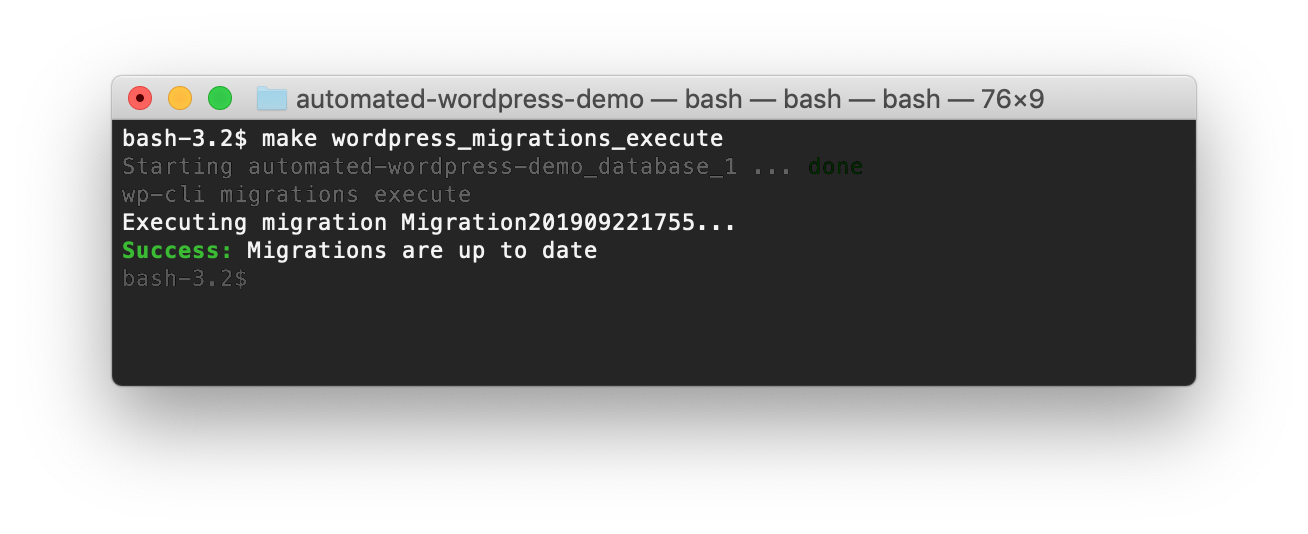 automated-wordpress-demo — bash — bash — bash — 76×9
bash-3.2$ make wordpress_migrations_execute
Starting automated-wordpress-demo_database_1 ... done
wp-cli migrations execute
Executing migration Migration201909221755...
Success: Migrations are up to date
bash-3.2$